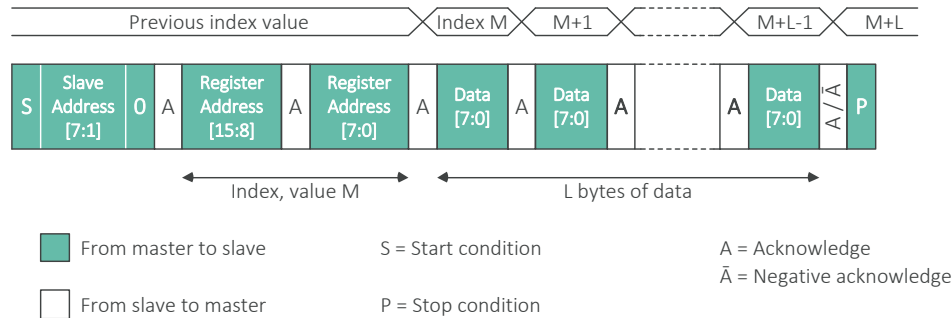 Previous index value
Index M
M+1
M+L-1
M+L
S
Slave
Address
[7:1]
0
A
Register
Address
[15:8]
A
Register
Address
[7:0]
A
Data
[7:0]
A
Data
[7:0]
A
A
Data
[7:0]
A / Ā
P
Index, value M
L bytes of data
From master to slave
S = Start condition
A = Acknowledge
Ā = Negative acknowledge
From slave to master
P = Stop condition